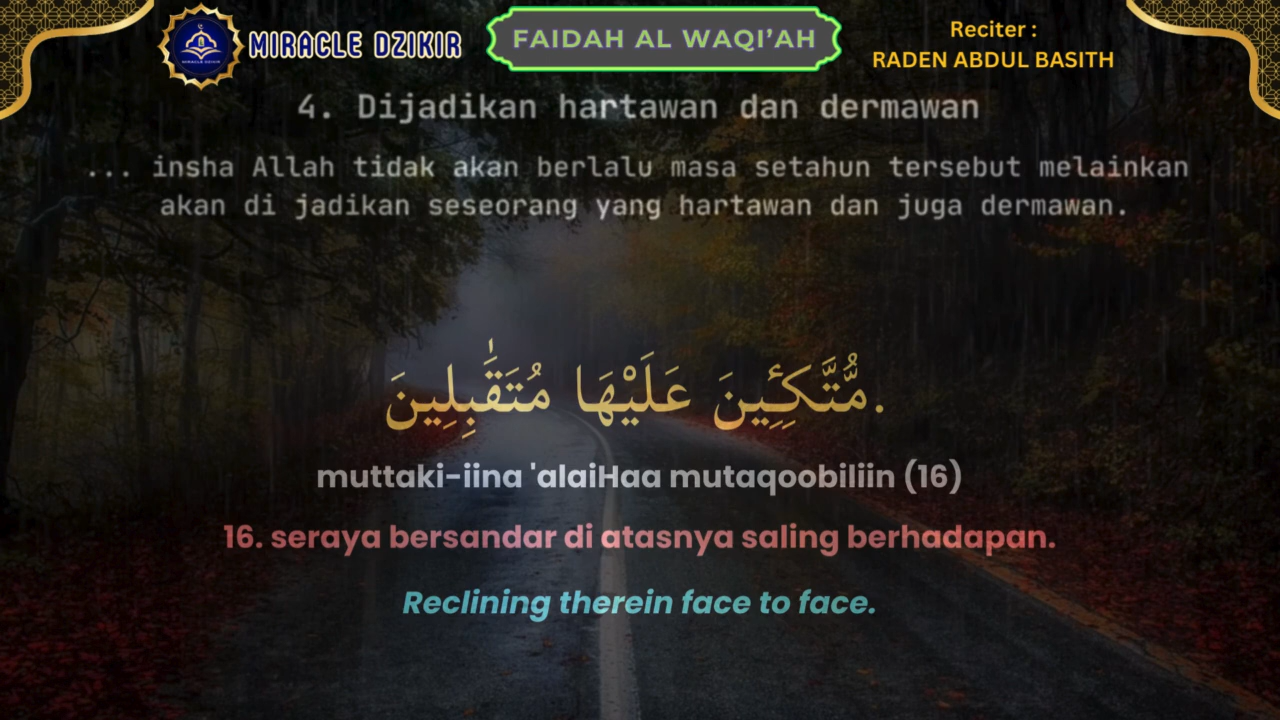 MIRACLE DZIKIR
MIRACLE DZIKIR
FAIDAH AL WAQI’AH
Reciter :
RADEN ABDUL BASITH
4. Dijadikan hartawan dan dermawan
... insha Allah tidak akan berlalu masa setahun tersebut melainkan
akan di jadikan seseorang yang hartawan dan juga dermawan.
مُّتَّكِـِٔينَ عَلَيْهَا مُتَقَٰبِلِينَ.
muttaki-iina 'alaiHaa mutaqoobiliin (16)
16. seraya bersandar di atasnya saling berhadapan.
Reclining therein face to face.